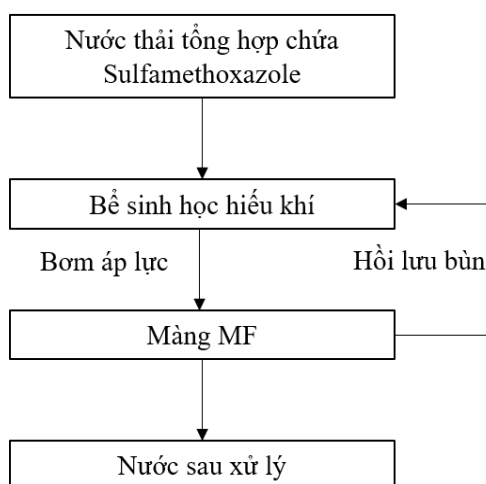 Nước thải tổng hợp chứa
Sulfamethoxazole
Bể sinh học hiếu khí
Bơm áp lực
Hồi lưu bùn
Màng MF
Nước sau xử lý